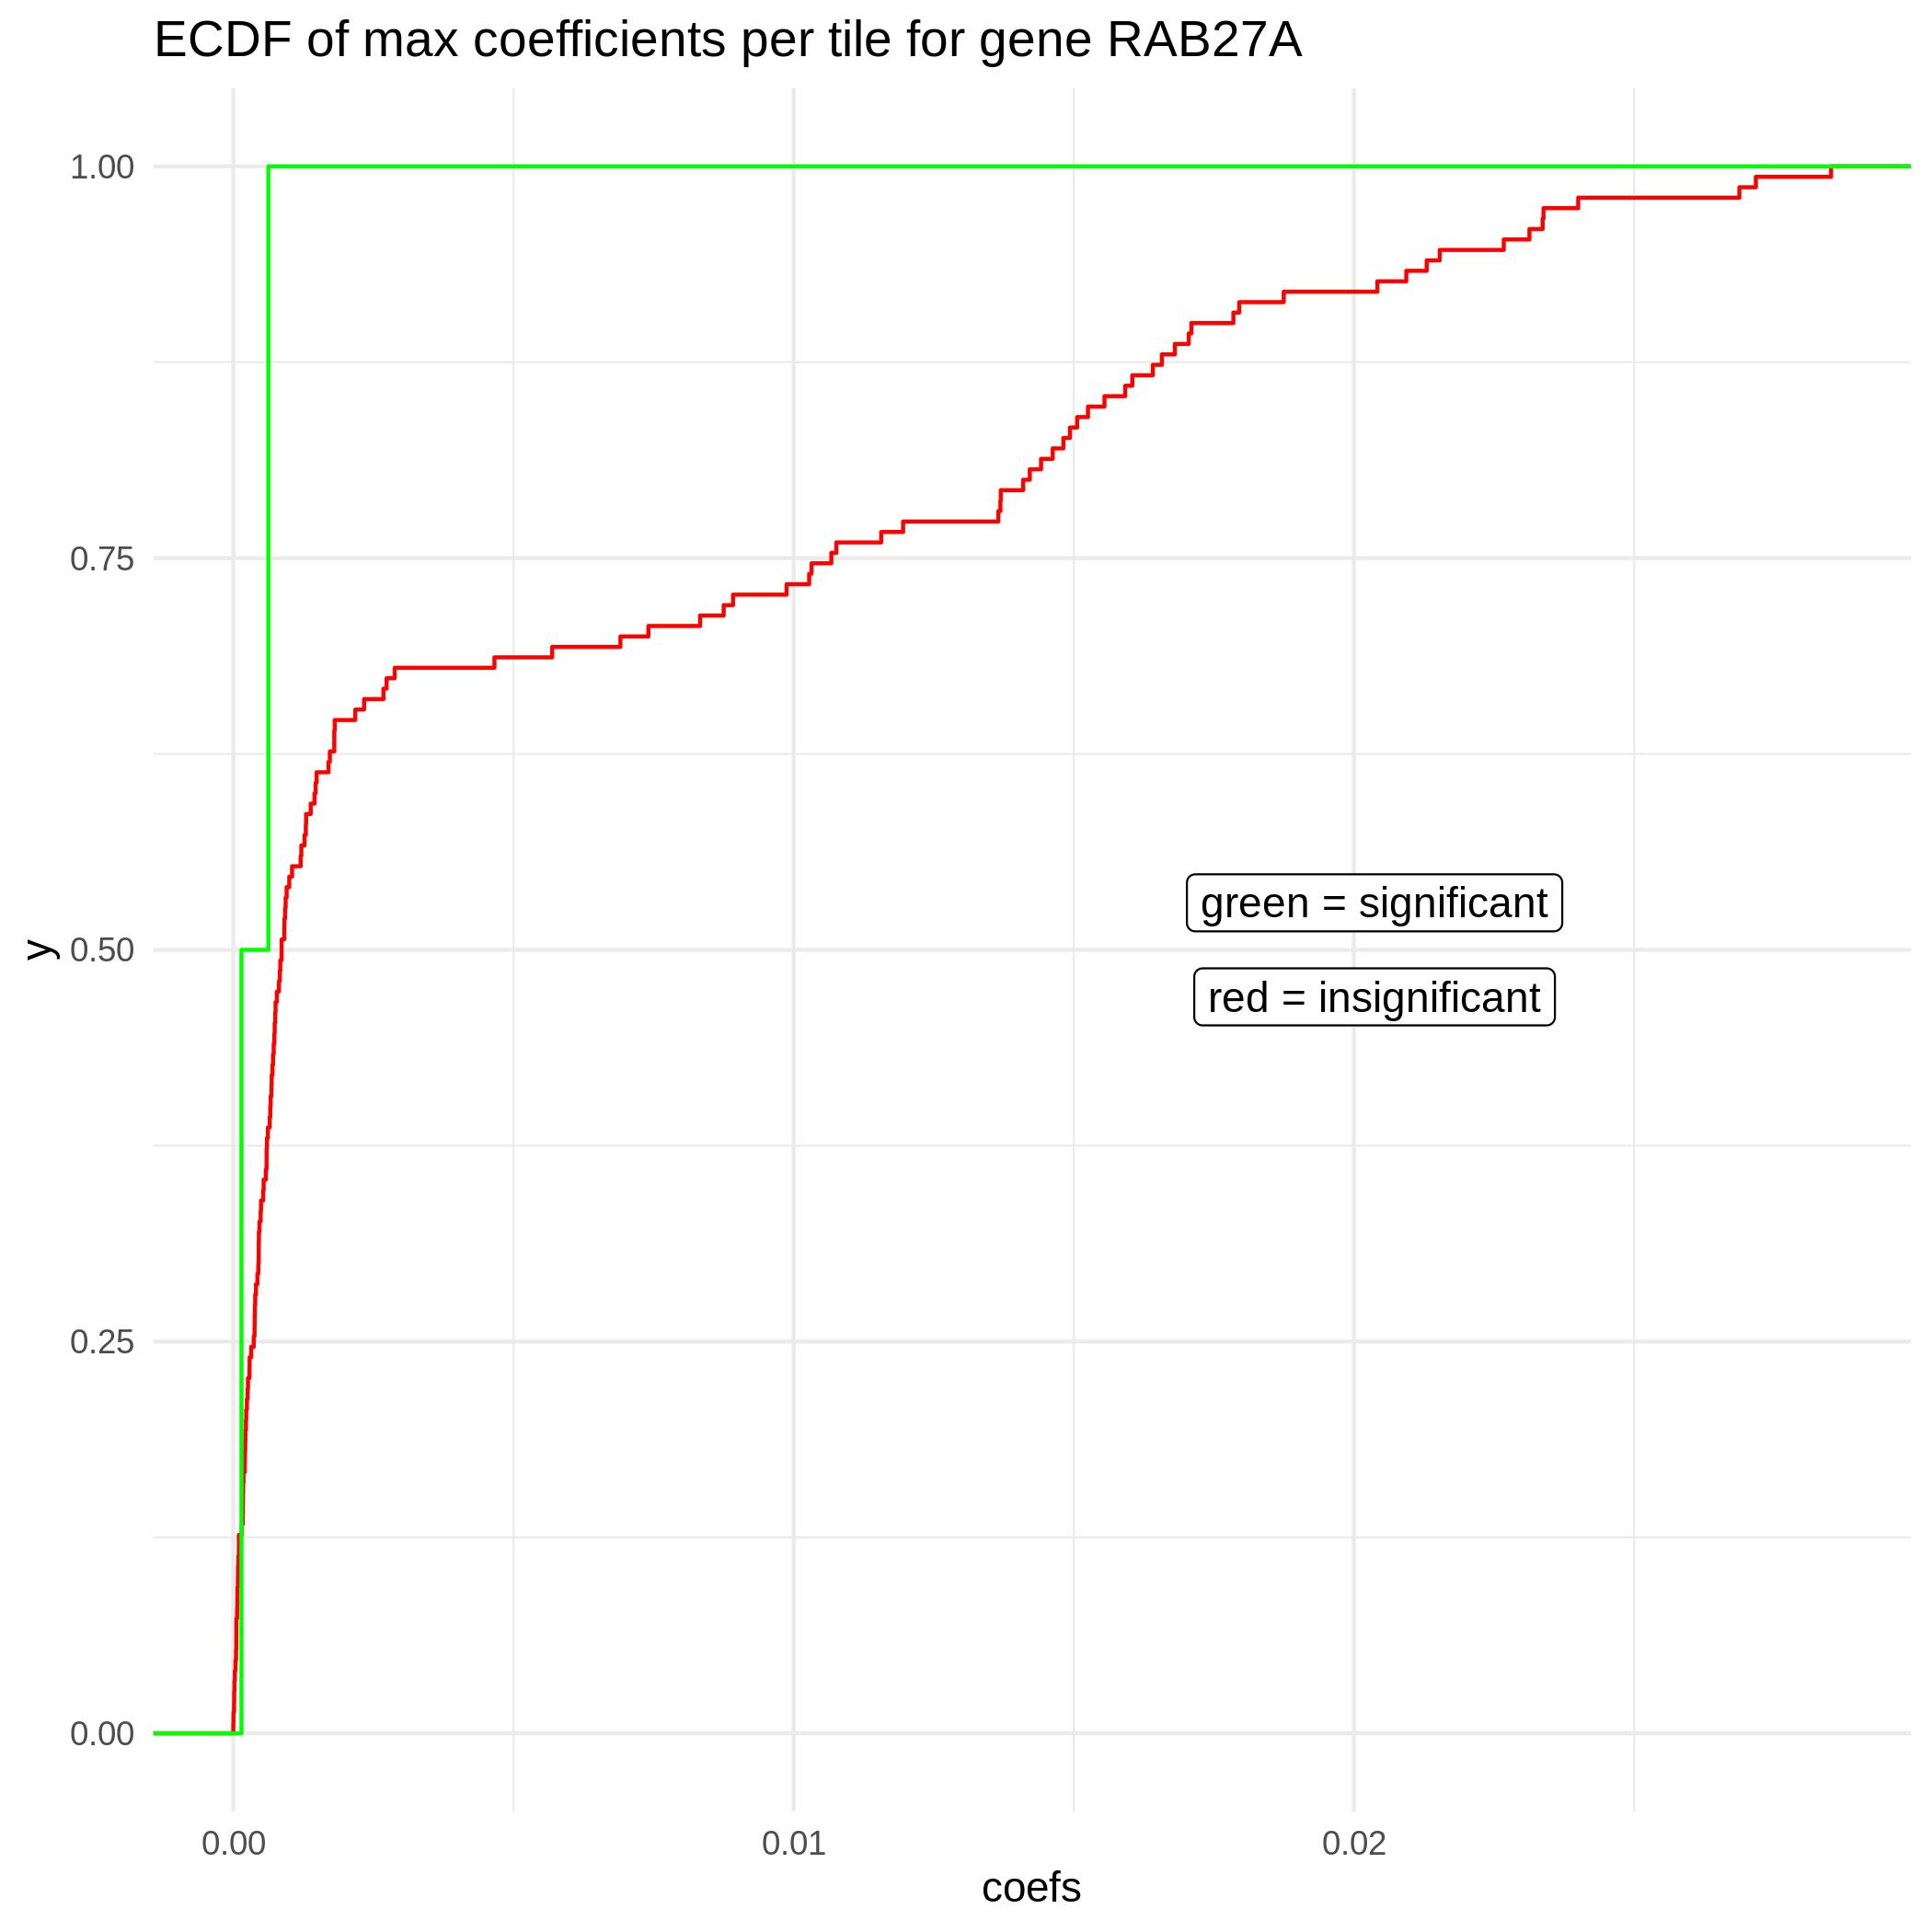 ECDF of max coefficients per tile for gene RAB27A
1.00
0.75
green = significant
y
0.50
red = insignificant
0.25
0.00
0.00
0.01
0.02
coefs